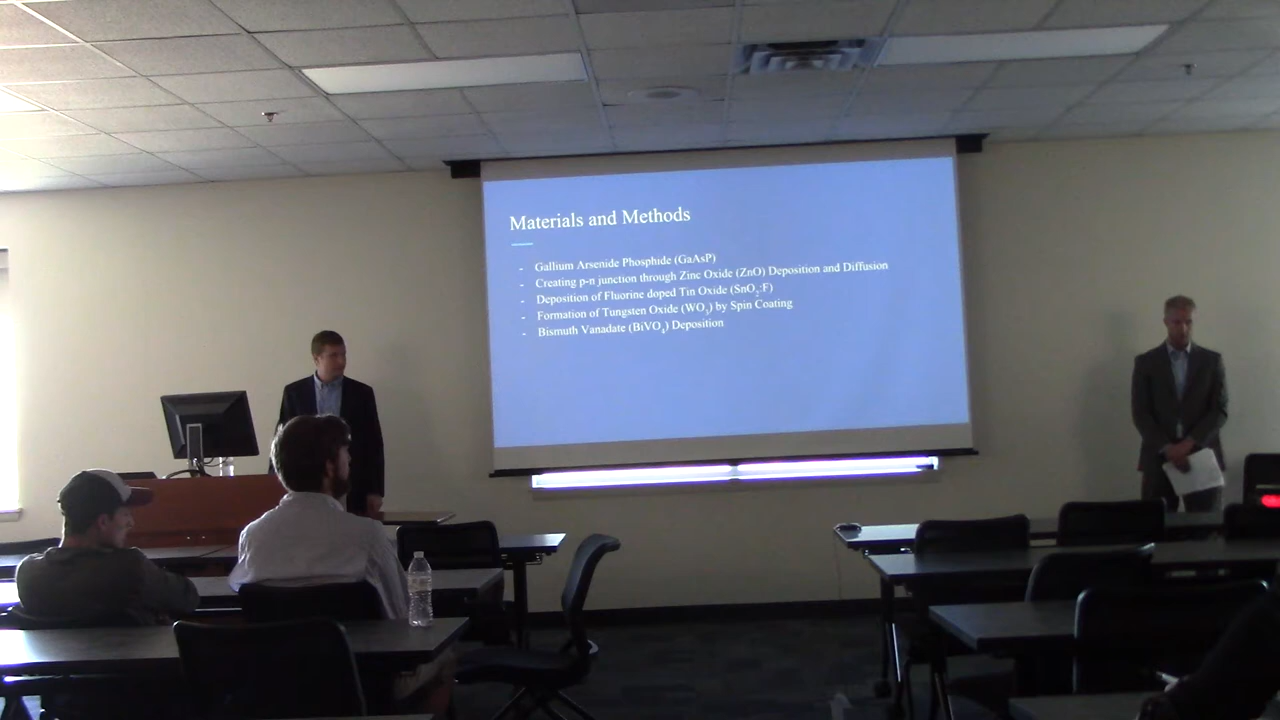 Materials and Methods
- Gallium Arsenide Phosphide (GaAsP)
- Creating p-n junction through Zinc Oxide (ZnO) Deposition and Diffusion
- Deposition of Fluorine doped Tin Oxide (SnO₂:F)
- Formation of Tungsten Oxide (WO₃) by Spin Coating
- Bismuth Vanadate (BiVO₄) Deposition